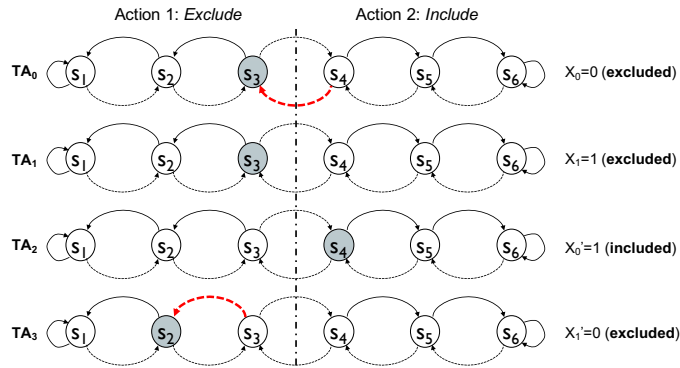 Action 1: Exclude Action 2: Include
TA0 S1 S2 S3 S4 S5 S6 X0=0 (excluded)
TA1 S1 S2 S3 S4 S5 S6 X1=1 (excluded)
TA2 S1 S2 S3 S4 S5 S6 X0'=1 (included)
TA3 S1 S2 S3 S4 S5 S6 X1'=0 (excluded)